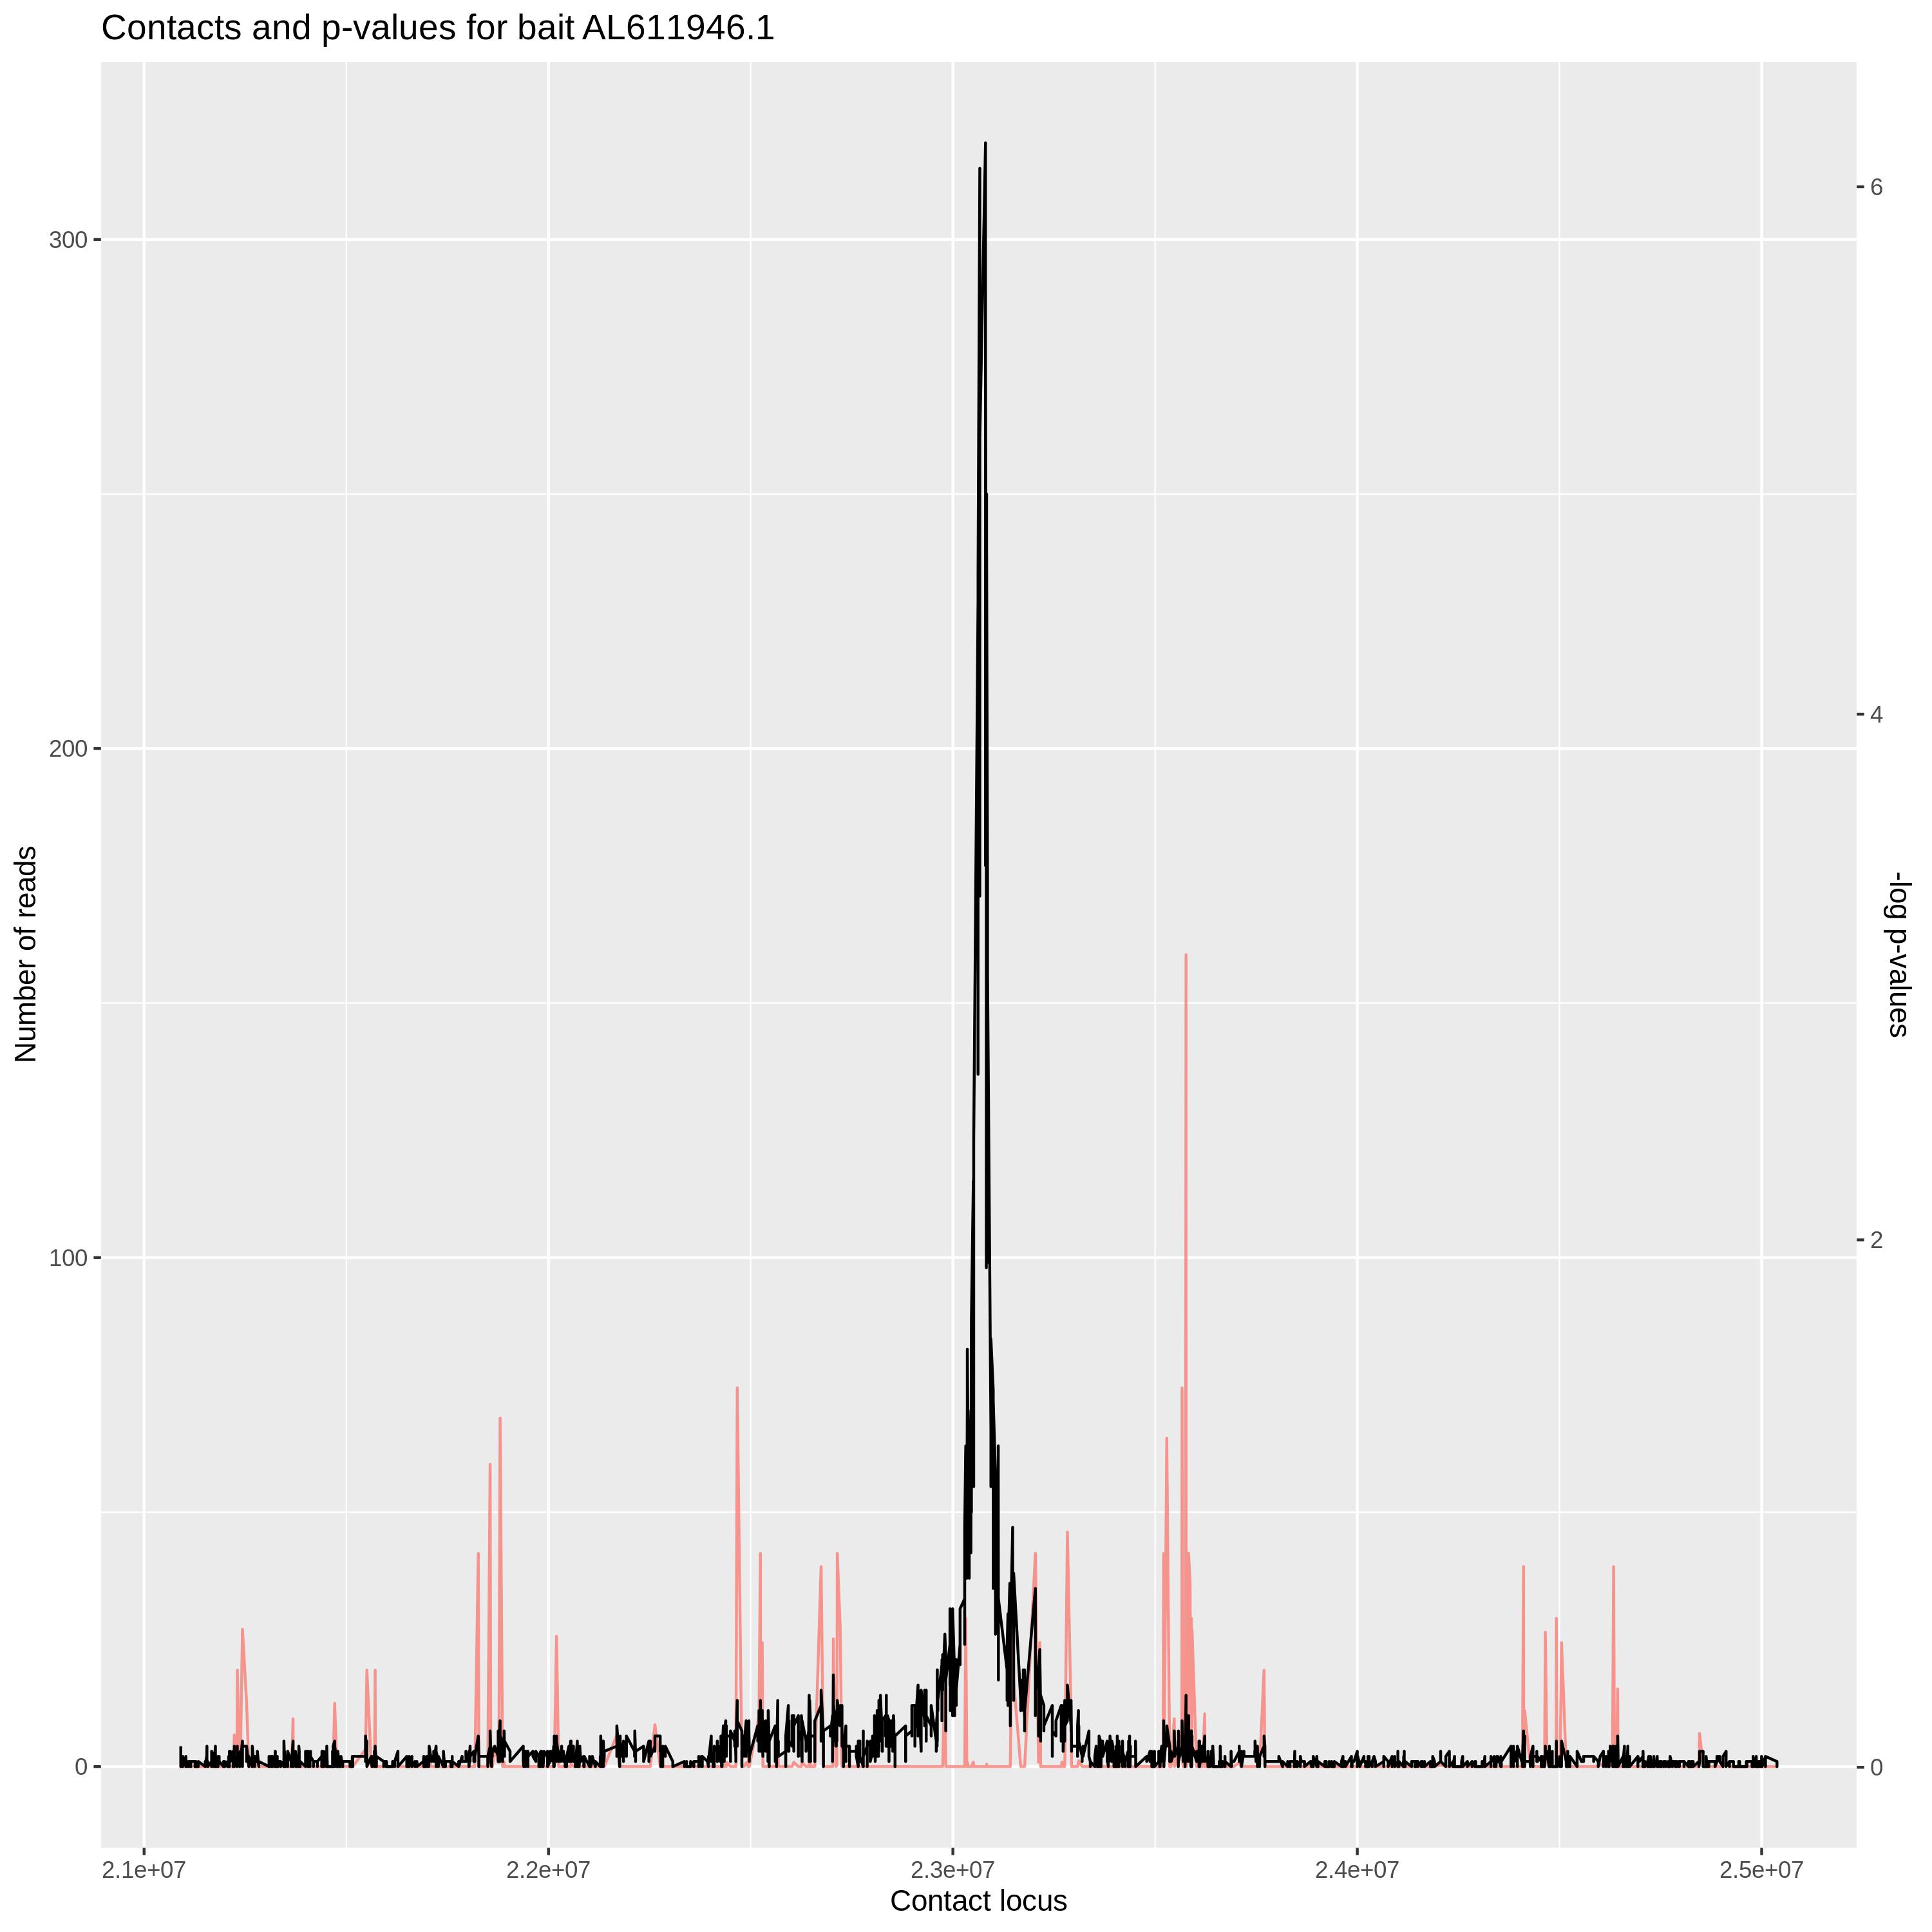 Contacts and p-values for bait AL611946.1
300
200
100
0
6
4
2
0
Number of reads
-log p-values
2.1e+07
2.2e+07
2.3e+07
2.4e+07
2.5e+07
Contact locus